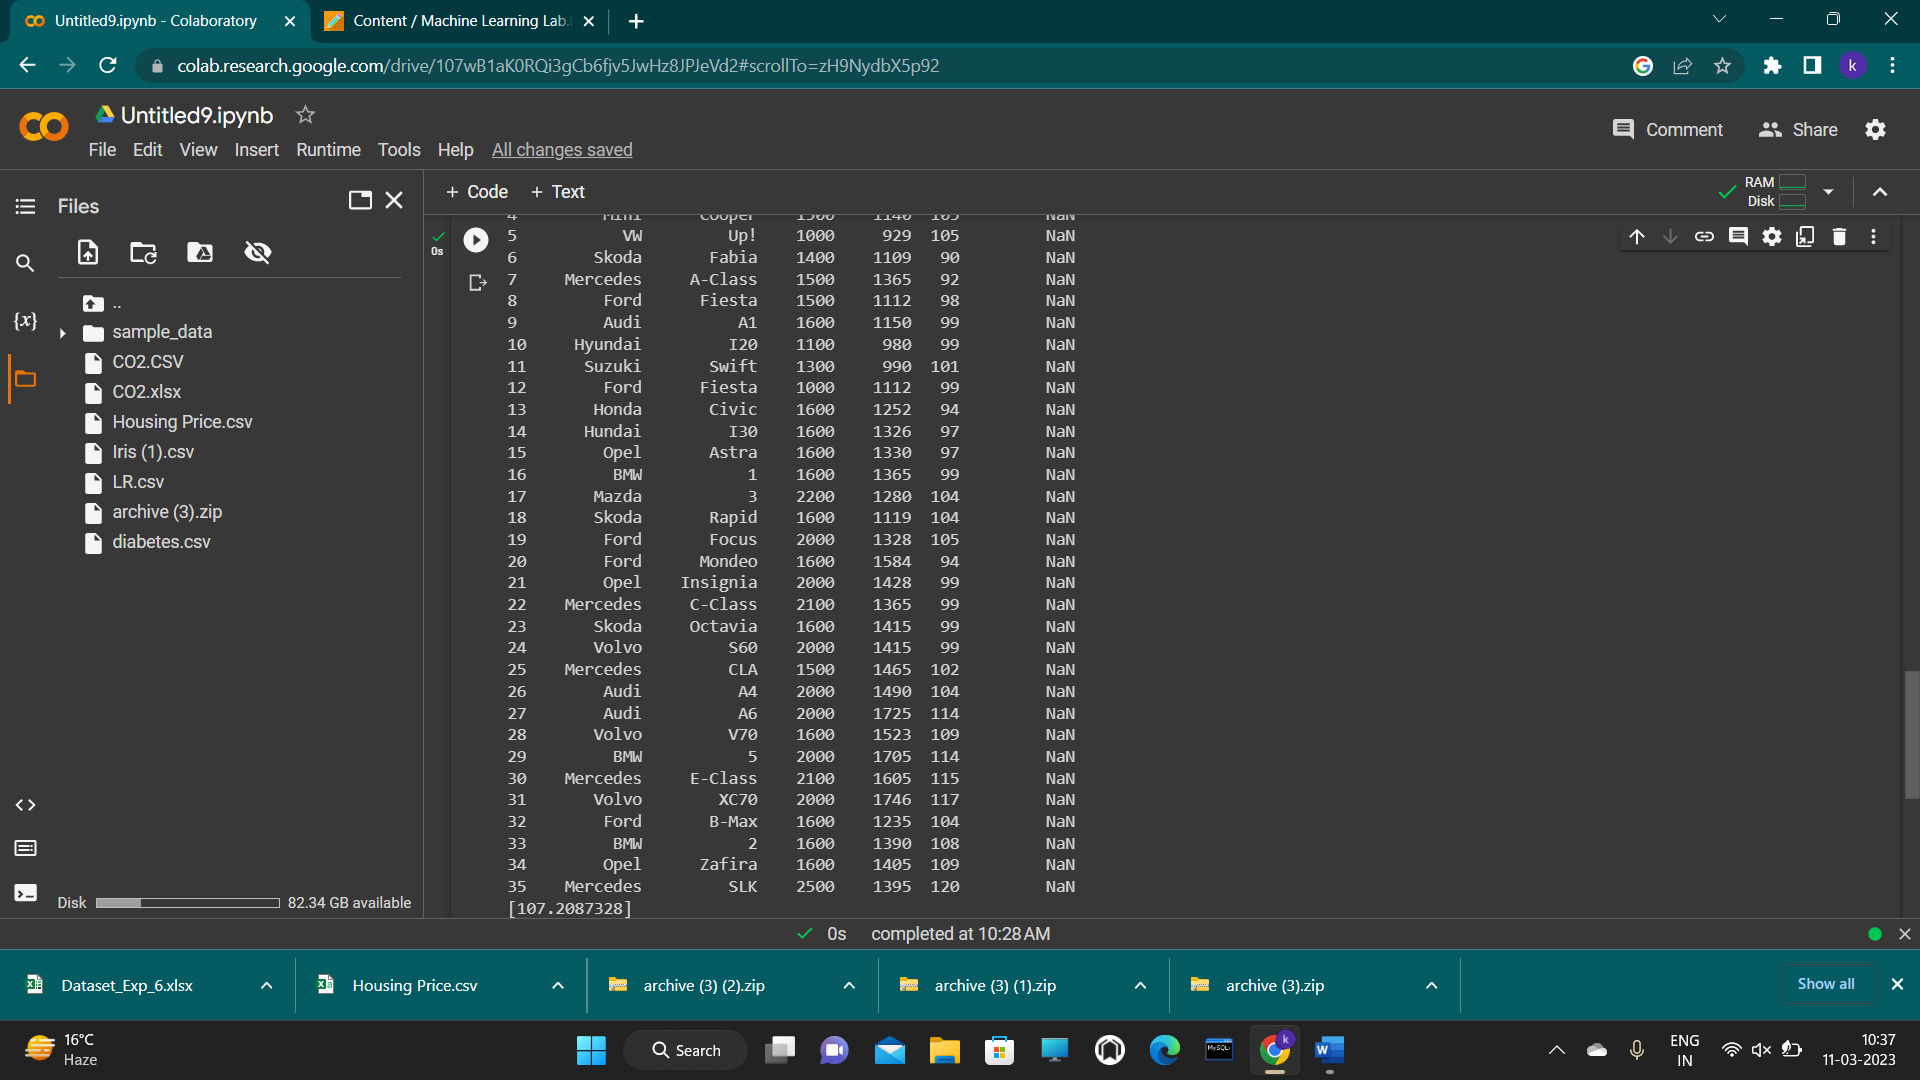 Untitled9.ipynb - Colaboratory
Content / Machine Learning Lab.
colab.research.google.com/drive/107wB1aK0RQi3gCb6fjv5JwHz8JPJeVd2#scrollTo=zH9NydbX5p92
k
Untitled9.ipynb
File Edit View Insert Runtime Tools Help All changes saved
Comment Share
Files
+ Code + Text
RAM
Disk
..
sample_data
CO2.CSV
CO2.xlsx
Housing Price.csv
Iris (1).csv
LR.csv
archive (3).zip
diabetes.csv
Disk 82.34 GB available
0s
4 Mini Cooper 1500 1140 105 NaN
5 VW Up! 1000 929 105 NaN
6 Skoda Fabia 1400 1109 90 NaN
7 Mercedes A-Class 1500 1365 92 NaN
8 Ford Fiesta 1500 1112 98 NaN
9 Audi A1 1600 1150 99 NaN
10 Hyundai I20 1100 980 99 NaN
11 Suzuki Swift 1300 990 101 NaN
12 Ford Fiesta 1000 1112 99 NaN
13 Honda Civic 1600 1252 94 NaN
14 Hundai I30 1600 1326 97 NaN
15 Opel Astra 1600 1330 97 NaN
16 BMW 1 1600 1365 99 NaN
17 Mazda 3 2200 1280 104 NaN
18 Skoda Rapid 1600 1119 104 NaN
19 Ford Focus 2000 1328 105 NaN
20 Ford Mondeo 1600 1584 94 NaN
21 Opel Insignia 2000 1428 99 NaN
22 Mercedes C-Class 2100 1365 99 NaN
23 Skoda Octavia 1600 1415 99 NaN
24 Volvo S60 2000 1415 99 NaN
25 Mercedes CLA 1500 1465 102 NaN
26 Audi A4 2000 1490 104 NaN
27 Audi A6 2000 1725 114 NaN
28 Volvo V70 1600 1523 109 NaN
29 BMW 5 2000 1705 114 NaN
30 Mercedes E-Class 2100 1605 115 NaN
31 Volvo XC70 2000 1746 117 NaN
32 Ford B-Max 1600 1235 104 NaN
33 BMW 2 1600 1390 108 NaN
34 Opel Zafira 1600 1405 109 NaN
35 Mercedes SLK 2500 1395 120 NaN
[107.2087328]
0s completed at 10:28 AM
Dataset_Exp_6.xlsx
Housing Price.csv
archive (3) (2).zip
archive (3) (1).zip
archive (3).zip
Show all
16°C
Haze
Search
ENG
IN
10:37
11-03-2023